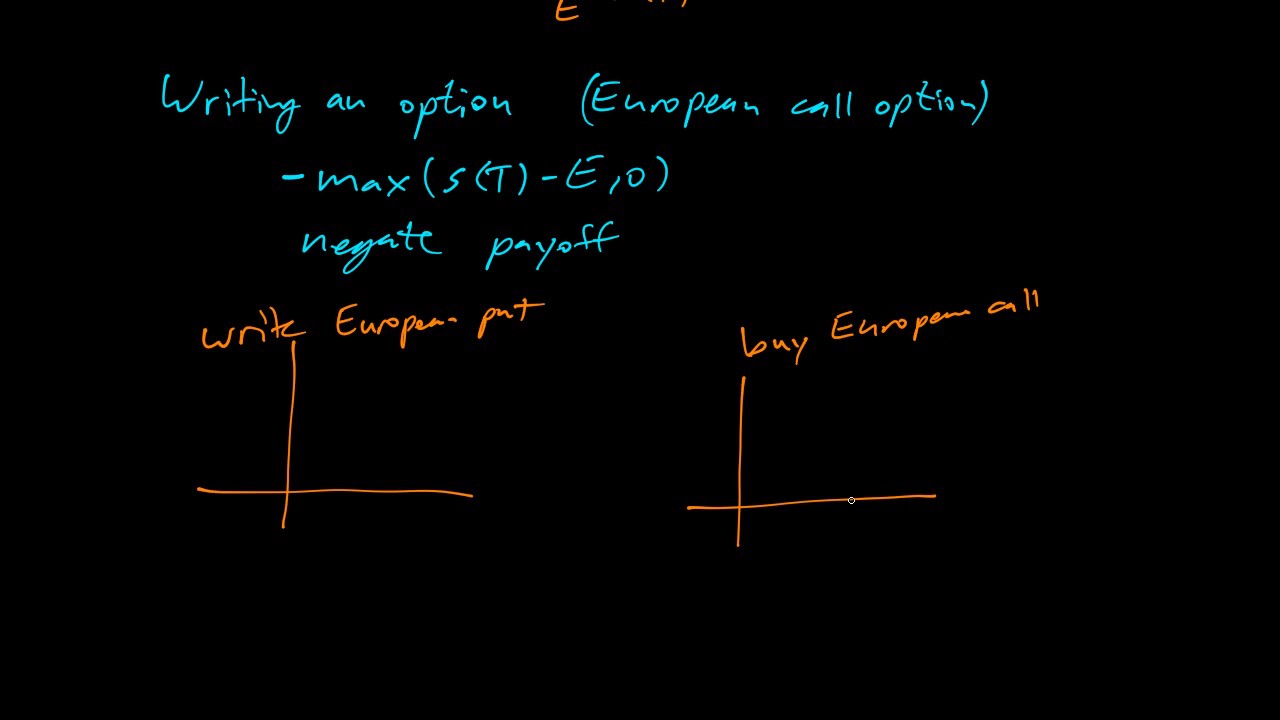 E
Writing an option (European call option)
-max(S(T)-E,0)
negate payoff
write European put
buy European call